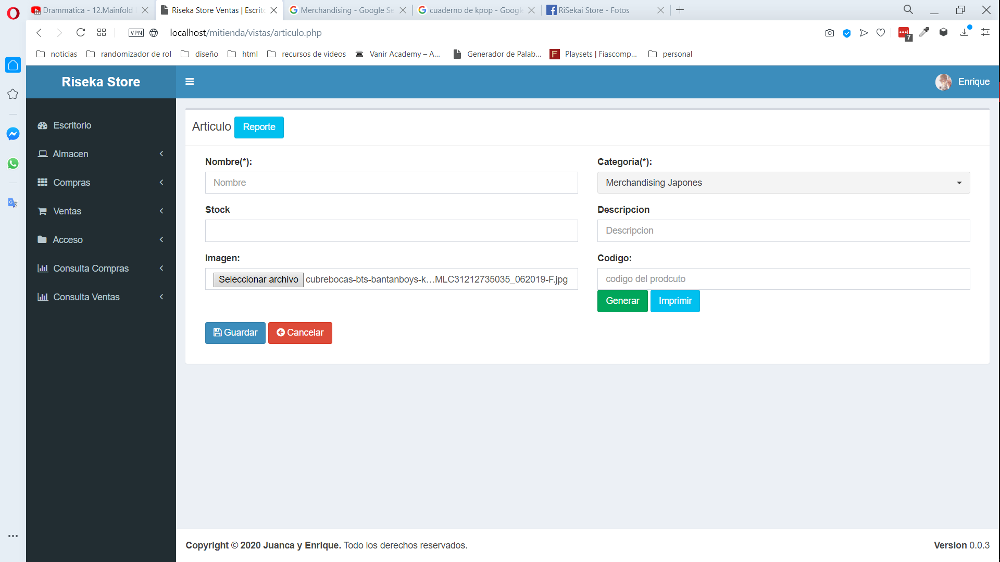 Drammatica - 12.Mainfold
Riseka Store Ventas | Escrito
Merchandising - Google Se
cuaderno de kpop - Google
RiSekai Store - Fotos
VPN
localhost/mitienda/vistas/articulo.php
7
noticias
randomizador de rol
diseño
html
recursos de videos
Vanir Academy – A...
Generador de Palab...
Playsets | Fiascomp...
personal
Riseka Store
Enrique
Escritorio
Almacen
Compras
Ventas
Acceso
Consulta Compras
Consulta Ventas
Articulo Reporte
Nombre(*):
Nombre
Categoria(*):
Merchandising Japones
Stock
Descripcion
Descripcion
Imagen:
Seleccionar archivo cubrebocas-bts-bantanboys-k...MLC31212735035_062019-F.jpg
Codigo:
codigo del prodcuto
Generar Imprimir
Guardar Cancelar
Copyright © 2020 Juanca y Enrique. Todo los derechos reservados.
Version 0.0.3